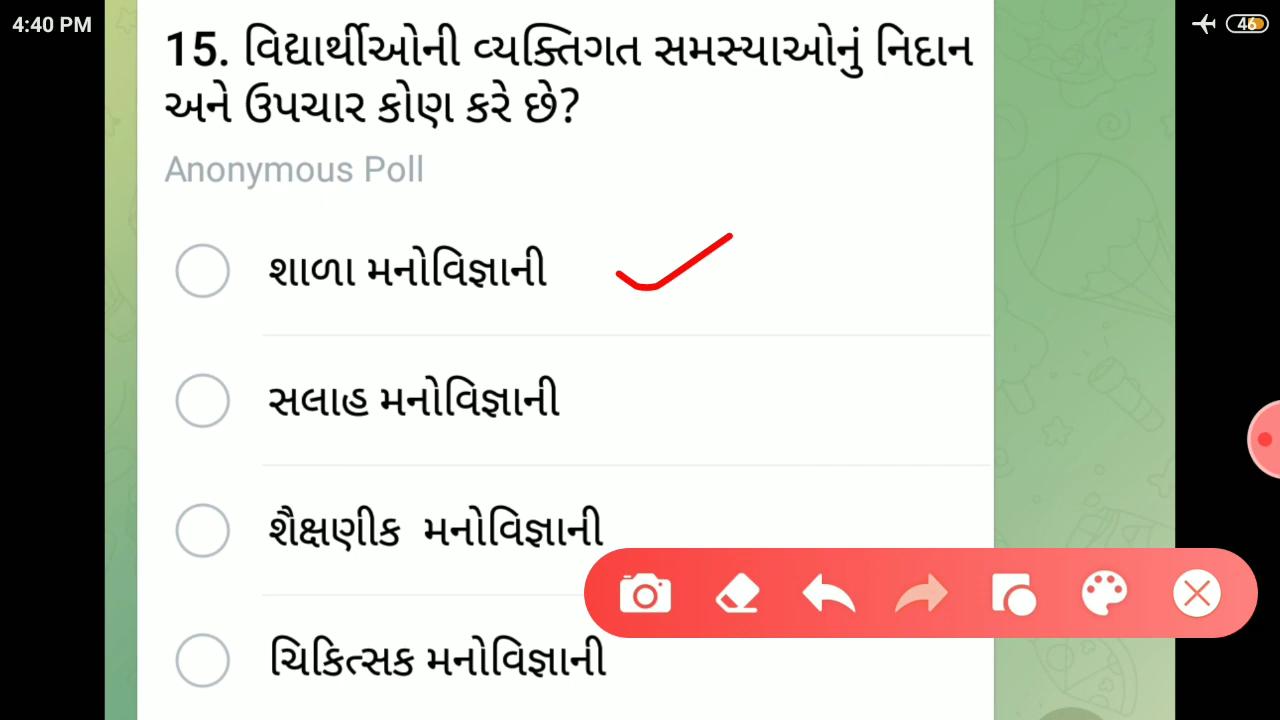 4:40 PM
46
15. વિદ્યાર્થીઓની વ્યક્તિગત સમસ્યાઓનું નિદાન
અને ઉપચાર કોણ કરે છે?
Anonymous Poll
શાળા મનોવિજ્ઞાની
સલાહ મનોવિજ્ઞાની
શૈક્ષણીક મનોવિજ્ઞાની
ચિકિત્સક મનોવિજ્ઞાની